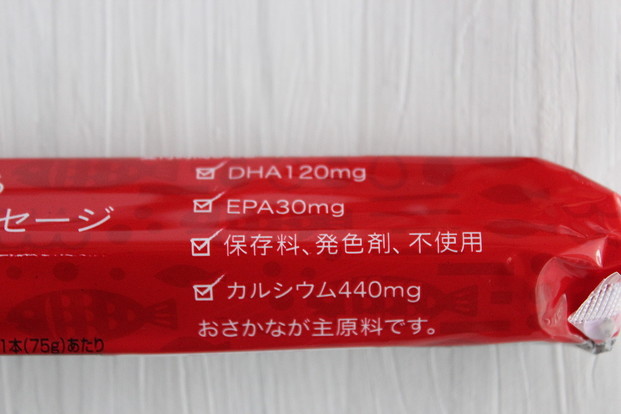 DHA120mg
EPA30mg
セージ
保存料、発色剤、不使用
カルシウム440mg
おさかなが主原料です。
1本(75g)あたり